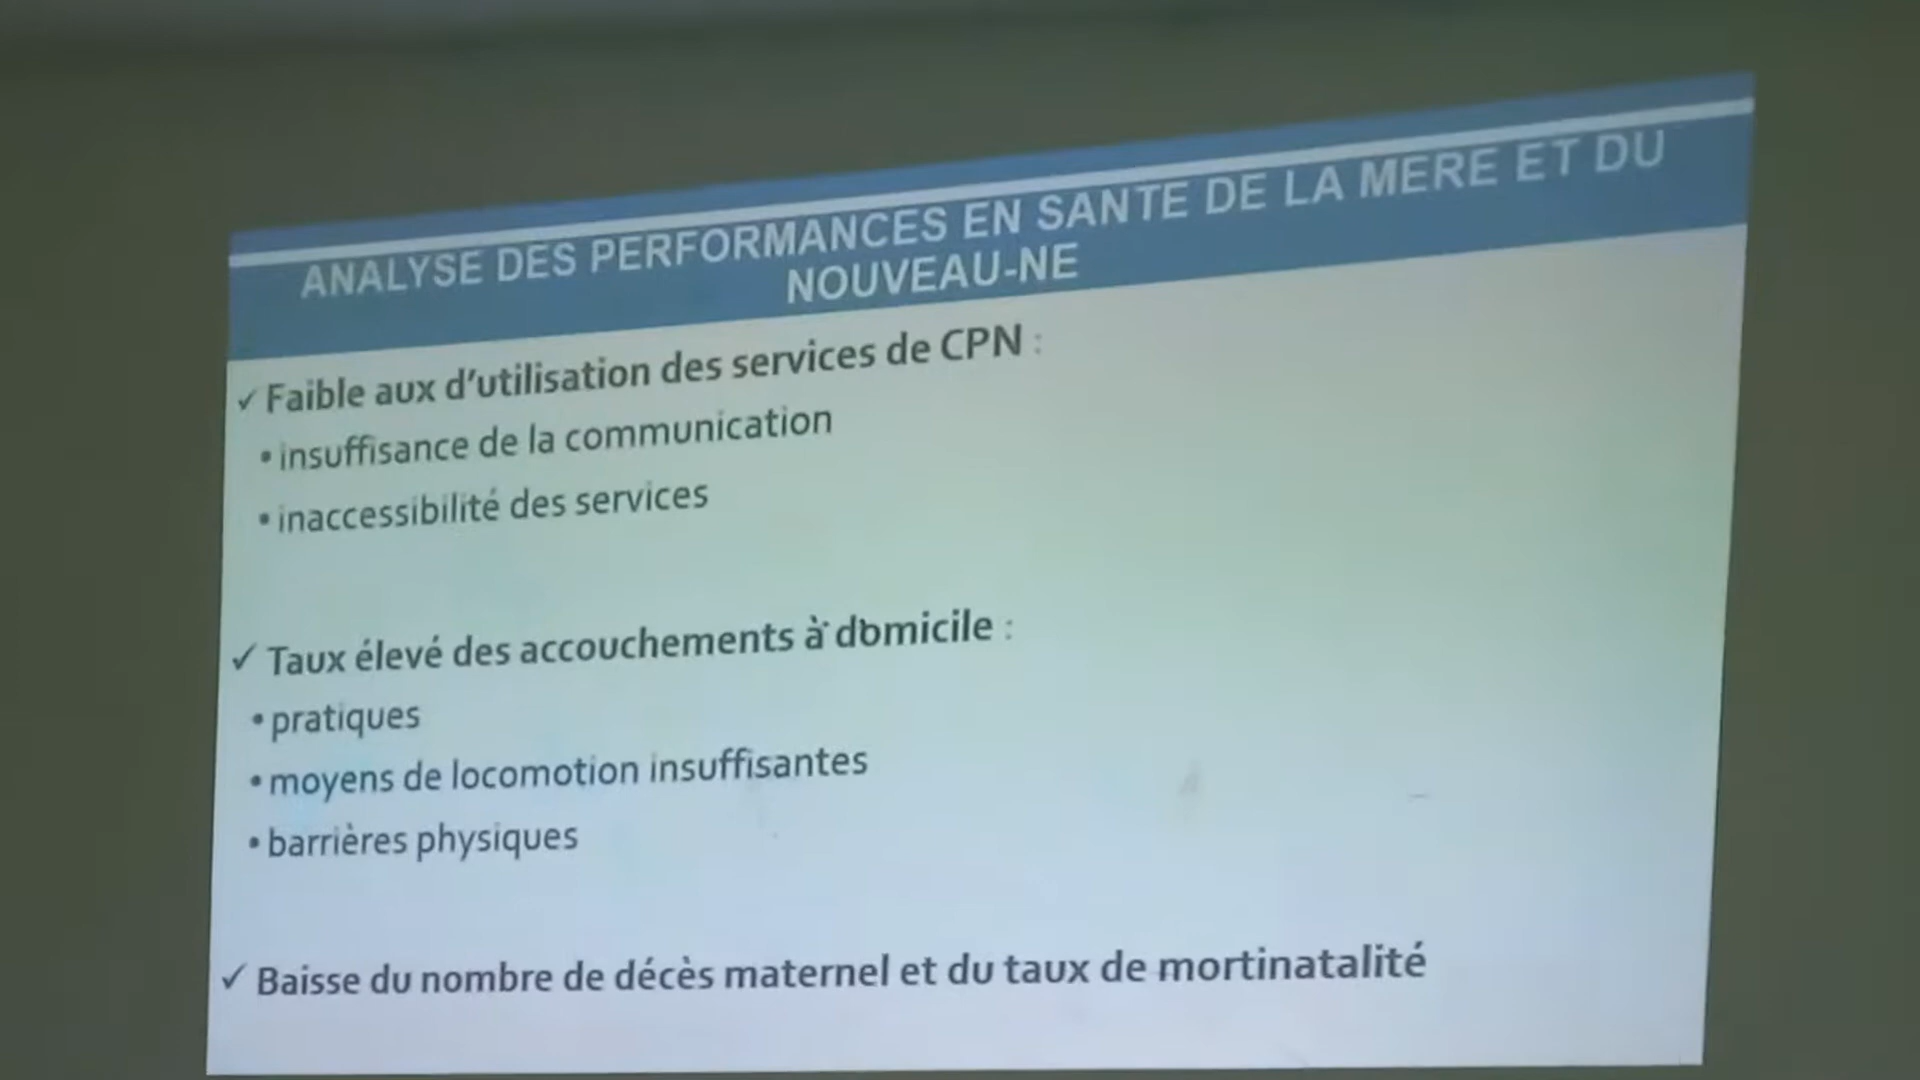 ANALYSE DES PERFORMANCES EN SANTE DE LA MERE ET DU
NOUVEAU-NE
✓ Faible aux d'utilisation des services de CPN :
• insuffisance de la communication
• inaccessibilité des services
✓ Taux élevé des accouchements à domicile :
• pratiques
• moyens de locomotion insuffisantes
• barrières physiques
✓ Baisse du nombre de décès maternel et du taux de mortinatalité